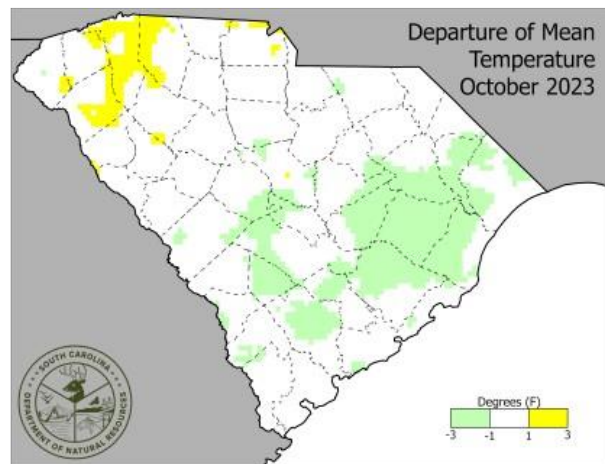 Departure of Mean
Temperature
October 2023
SOUTH CAROLINA
DEPARTMENT OF NATURAL RESOURCES
Degrees (F)
-3 -1 1 3